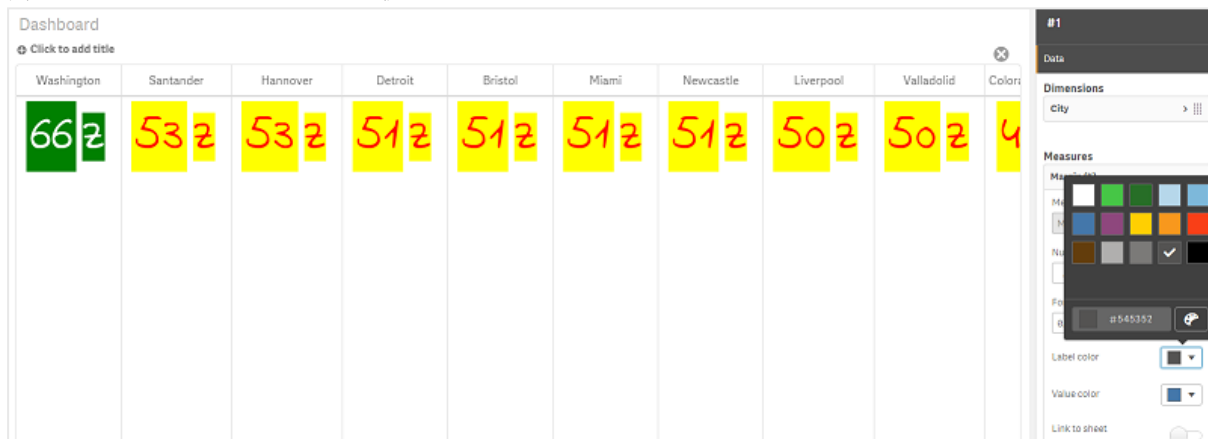 Dashboard
Click to add title
Washington Santander Hannover Detroit Bristol Miami Newcastle Liverpool Valladolid
66 z 53 z 53 z 51 z 51 z 51 z 51 z 50 z 50 z
#1
Data
Dimensions
City
Measures
#545352
Label color
Value color
Link to sheet